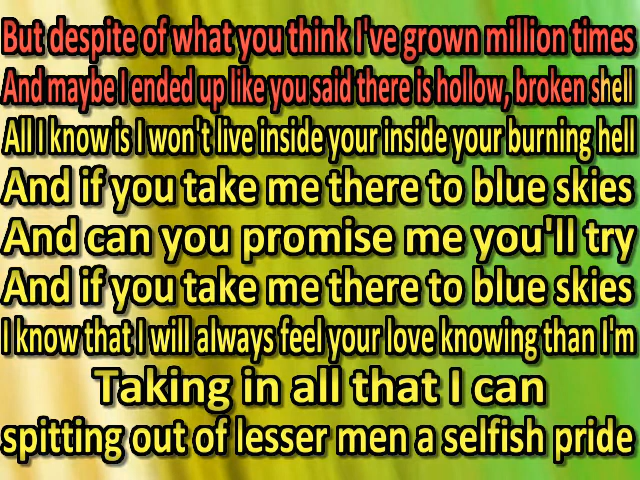 But despite of what you think I've grown million times
And maybe I ended up like you said there is hollow, broken shell
All I know is I won't live inside your inside your burning hell
And if you take me there to blue skies
And can you promise me you'll try
And if you take me there to blue skies
I know that I will always feel your love knowing than I'm
Taking in all that I can
spitting out of lesser men a selfish pride